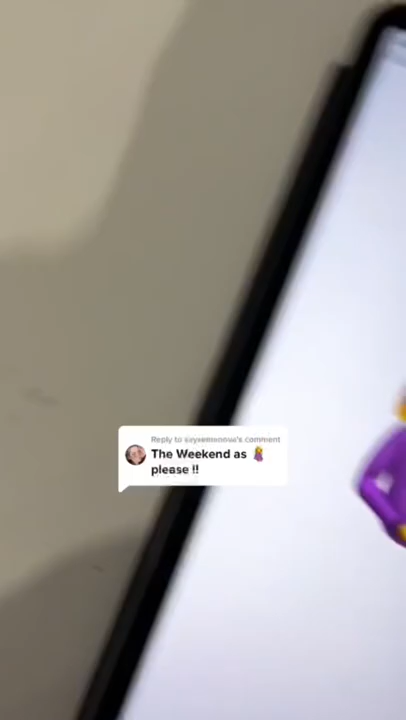 Reply to
comment
The Weekend as 🤰
please !!